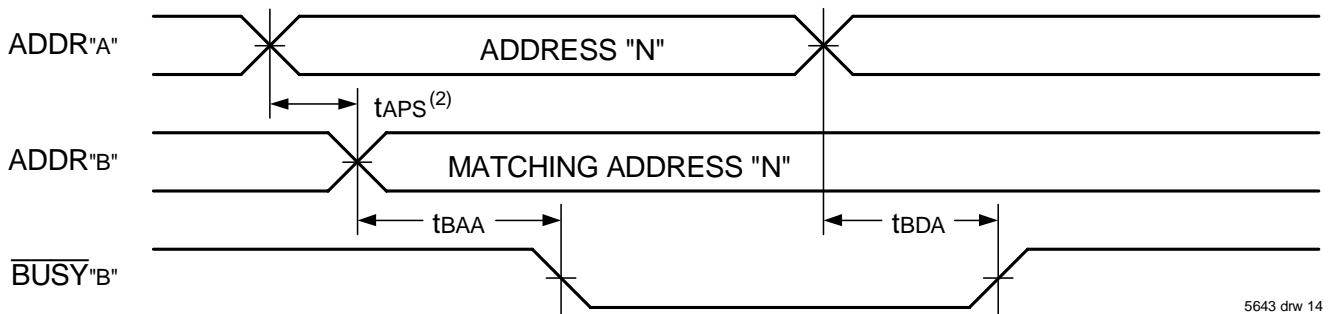 ADDR"A"
ADDRESS "N"
tAPS(2)
ADDR"B"
MATCHING ADDRESS "N"
tBAA
tBDA
BUSY"B"
5643 drw 14